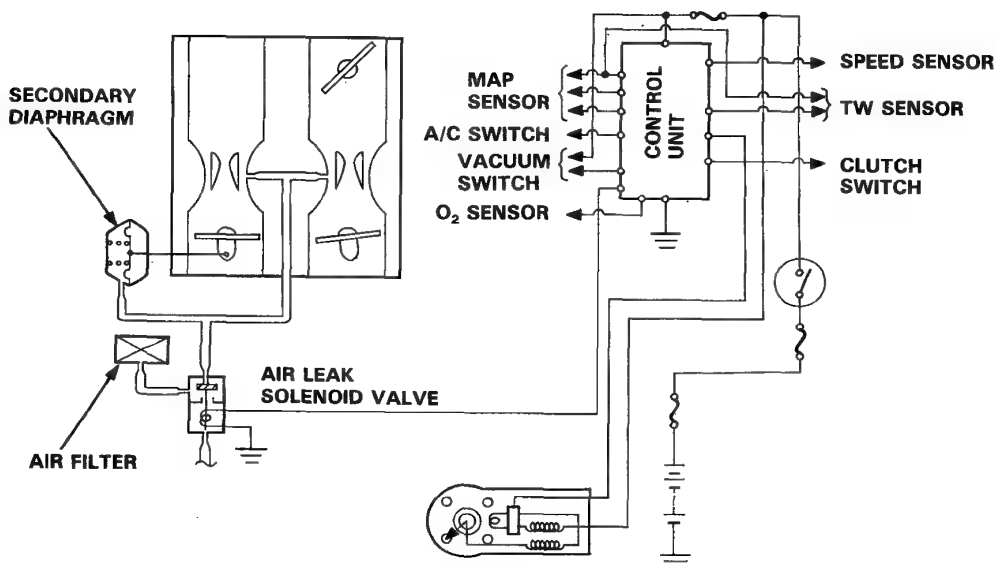 SECONDARY
DIAPHRAGM
MAP
SENSOR
A/C SWITCH
VACUUM
SWITCH
O₂ SENSOR
CONTROL
UNIT
SPEED SENSOR
TW SENSOR
CLUTCH
SWITCH
AIR LEAK
SOLENOID VALVE
AIR FILTER